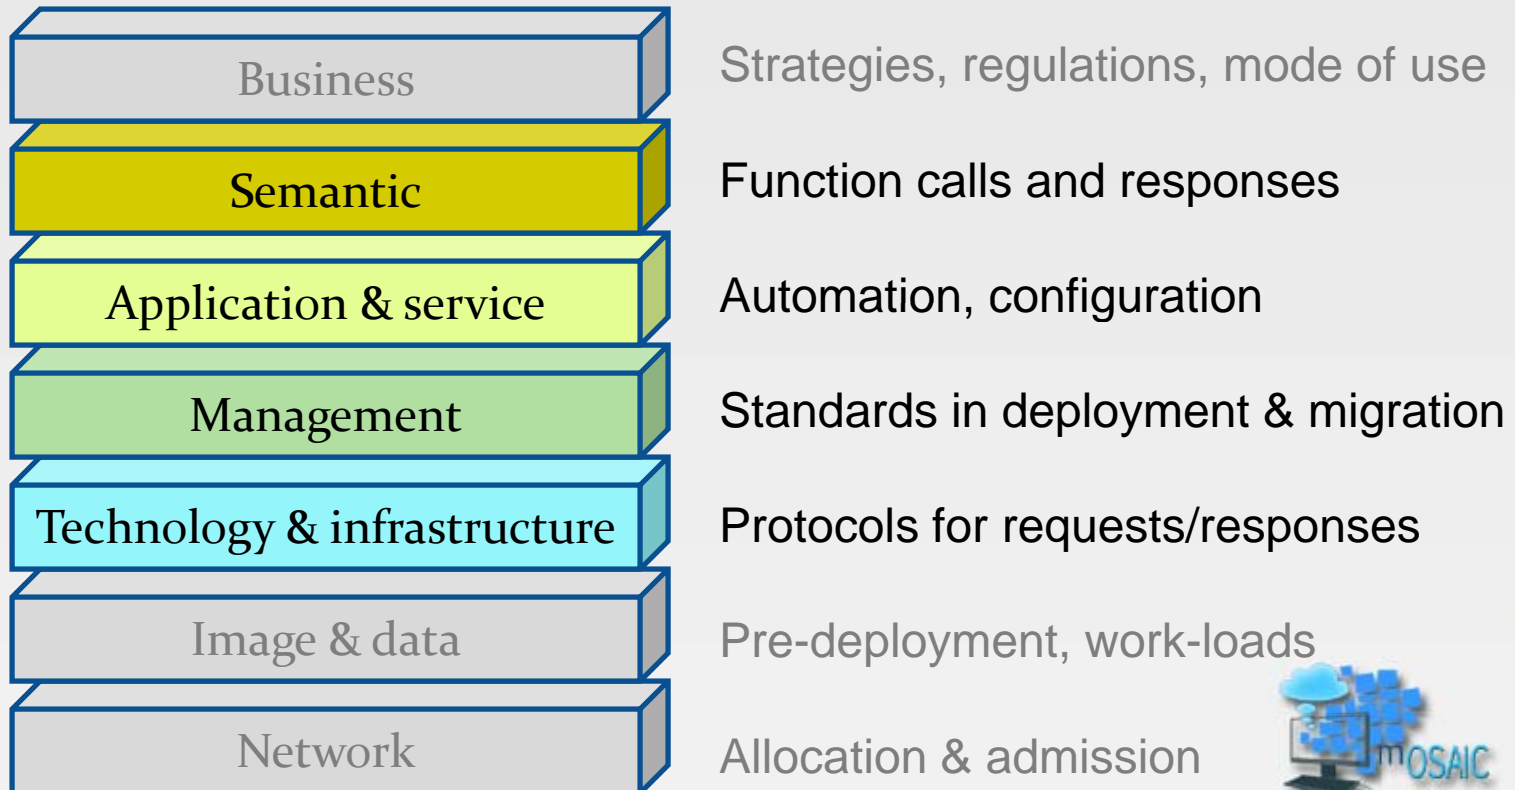 Business
Strategies, regulations, mode of use
Semantic
Function calls and responses
Application & service
Automation, configuration
Management
Standards in deployment & migration
Technology & infrastructure
Protocols for requests/responses
Image & data
Pre-deployment, work-loads
Network
Allocation & admission
mOSAIC